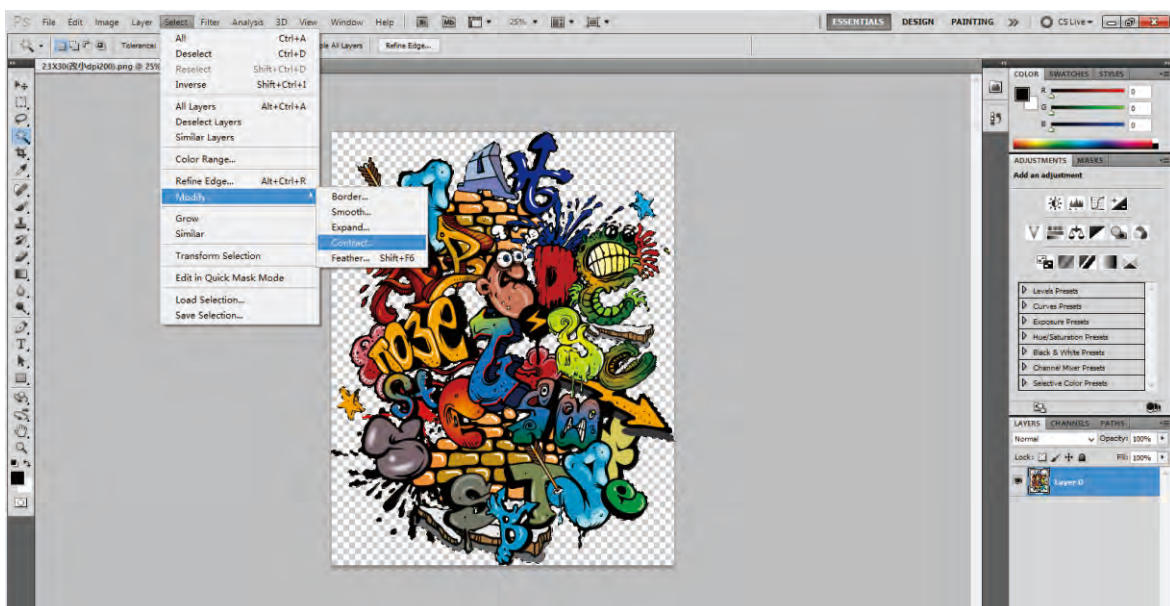 PS File Edit Image Layer Select Filter Analysis 3D View Window Help Br Mb 25% ESSENTIALS DESIGN PAINTING CS Live
Tolerance: ple All Layers Refine Edge...
23X30(改小dpi200).png @ 25%
All Ctrl+A
Deselect Ctrl+D
Reselect Shift+Ctrl+D
Inverse Shift+Ctrl+I
All Layers Alt+Ctrl+A
Deselect Layers
Similar Layers
Color Range...
Refine Edge... Alt+Ctrl+R
Modify
Grow
Similar
Transform Selection
Edit in Quick Mask Mode
Load Selection...
Save Selection...
Border...
Smooth...
Expand...
Contract...
Feather... Shift+F6
COLOR SWATCHES STYLES
R 0
G 0
B 0
ADJUSTMENTS MASKS
Add an adjustment
Levels Presets
Curves Presets
Exposure Presets
Hue/Saturation Presets
Black & White Presets
Channel Mixer Presets
Selective Color Presets
LAYERS CHANNELS PATHS
Normal Opacity: 100%
Lock: Fill: 100%
Layer 0